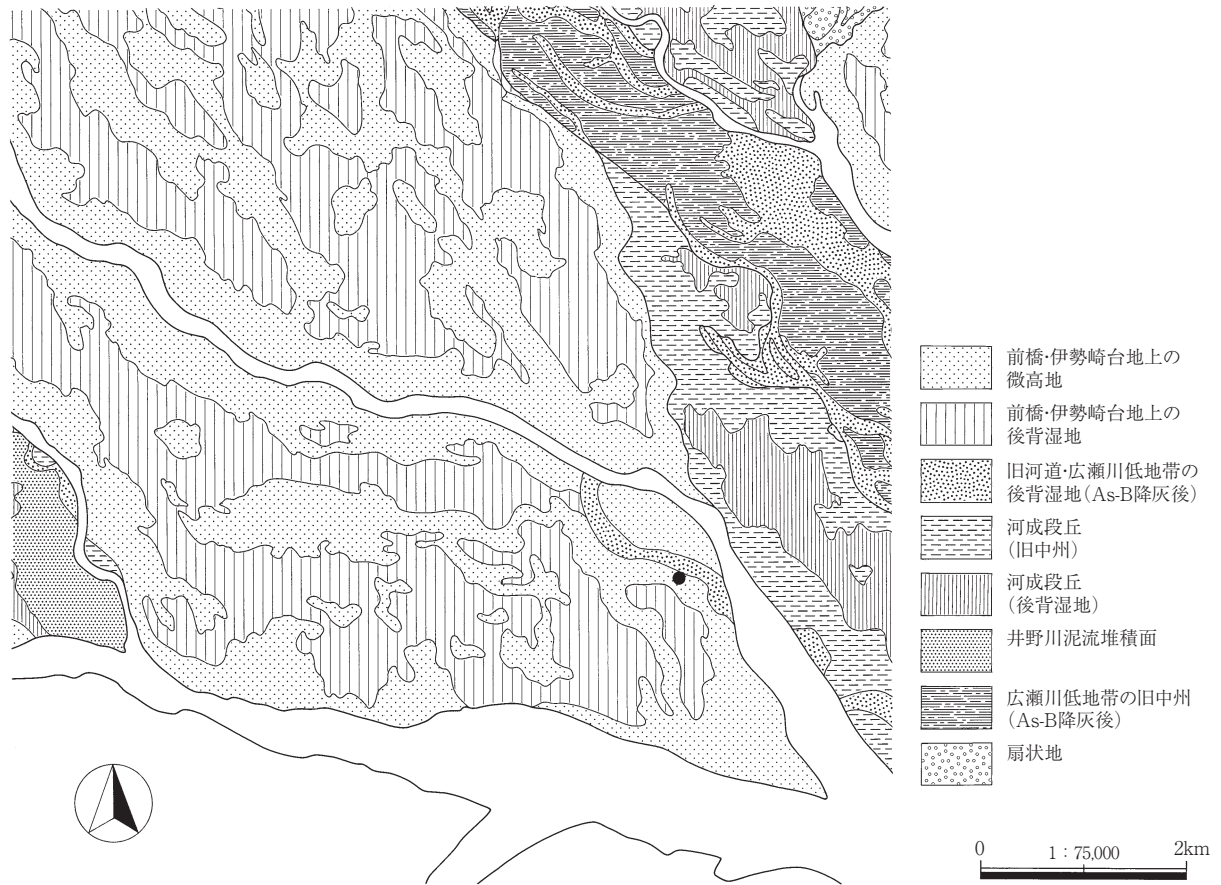 前橋・伊勢崎台地上の
微高地
前橋・伊勢崎台地上の
後背湿地
旧河道・広瀬川低地帯の
後背湿地(As-B降灰後)
河成段丘
(旧中州)
河成段丘
(後背湿地)
井野川泥流堆積面
広瀬川低地帯の旧中州
(As-B降灰後)
扇状地
0 1：75,000 2km